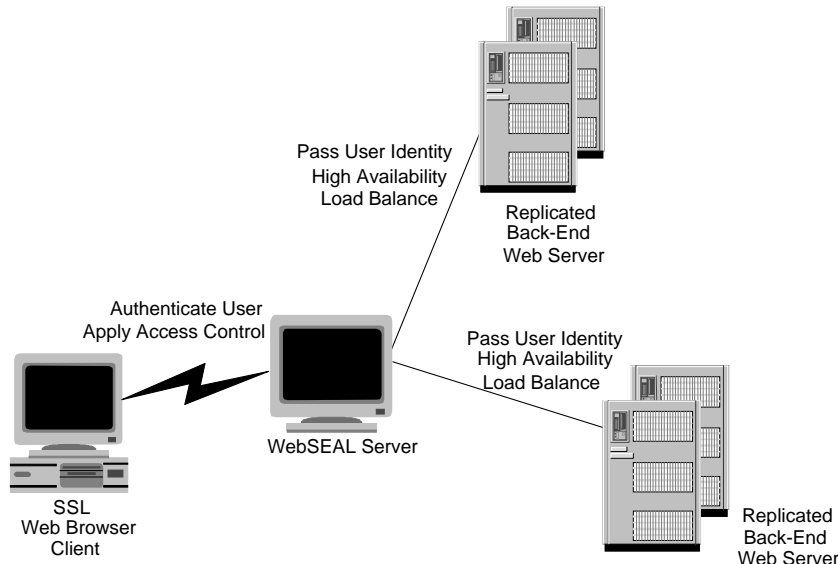 Pass User Identity
High Availability
Load Balance
Replicated
Back-End
Web Server
Authenticate User
Apply Access Control
Pass User Identity
High Availability
Load Balance
WebSEAL Server
SSL
Web Browser
Client
Replicated
Back-End
Web Server